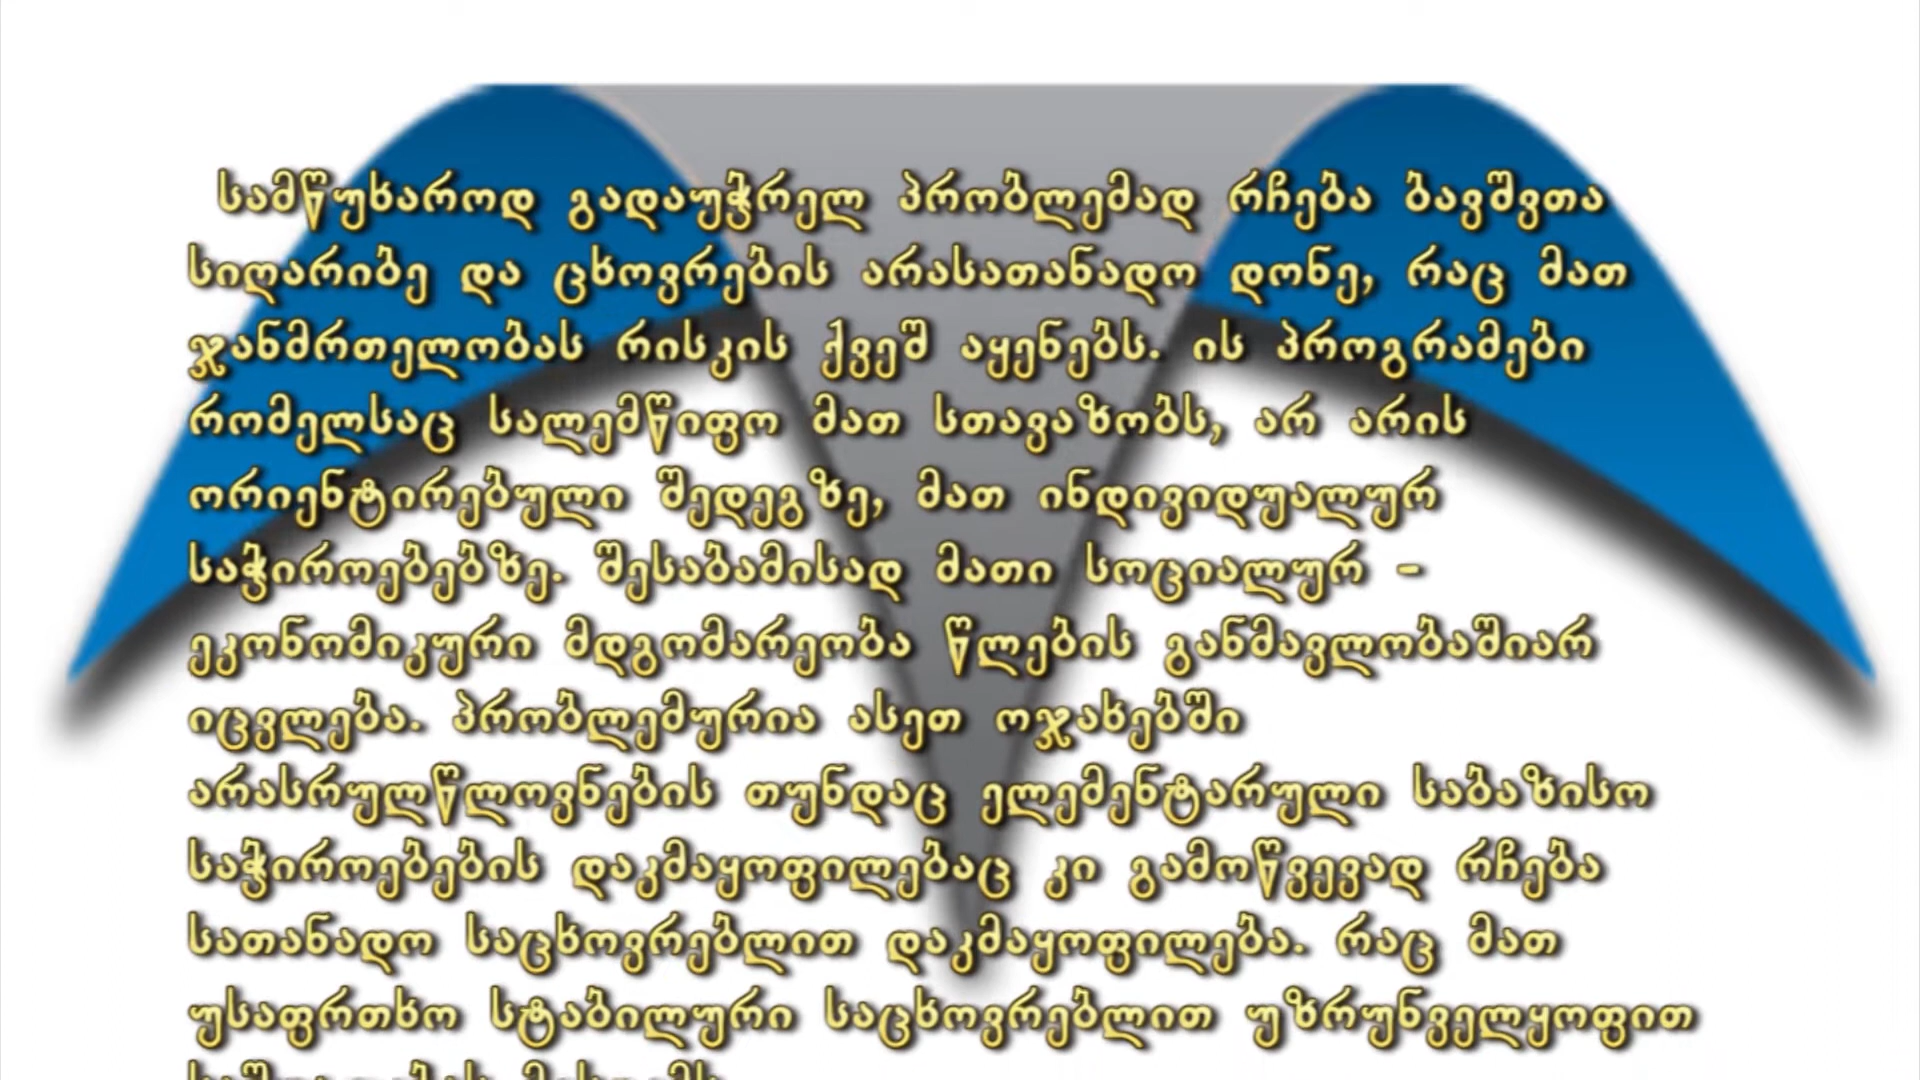 სამწუხაროდ გადაუჭრელ პრობლემად რჩება ბავშვთა
სიღარიბე და ცხოვრების არასათანადო დონე, რაც მათ
ჯანმრთელობას რისკის ქვეშ აყენებს. ის პროგრამები
რომელსაც სალემწიფო მათ სთავაზობს, არ არის
ორიენტირებული შედეგზე, მათ ინდივიდუალურ
საჭიროებებზე. შესაბამისად მათი სოციალურ -
ეკონომიკური მდგომარეობა წლების განმავლობაშიარ
იცვლება. პრობლემურია ასეთ ოჯახებში
არასრულწლოვნების თუნდაც ელემენტარული საბაზისო
საჭიროებების დაკმაყოფილებაც კი გამოწვევად რჩება
სათანადო საცხოვრებლით დაკმაყოფილება. რაც მათ
უსაფრთხო სტაბილური საცხოვრებლით უზრუნველყოფით